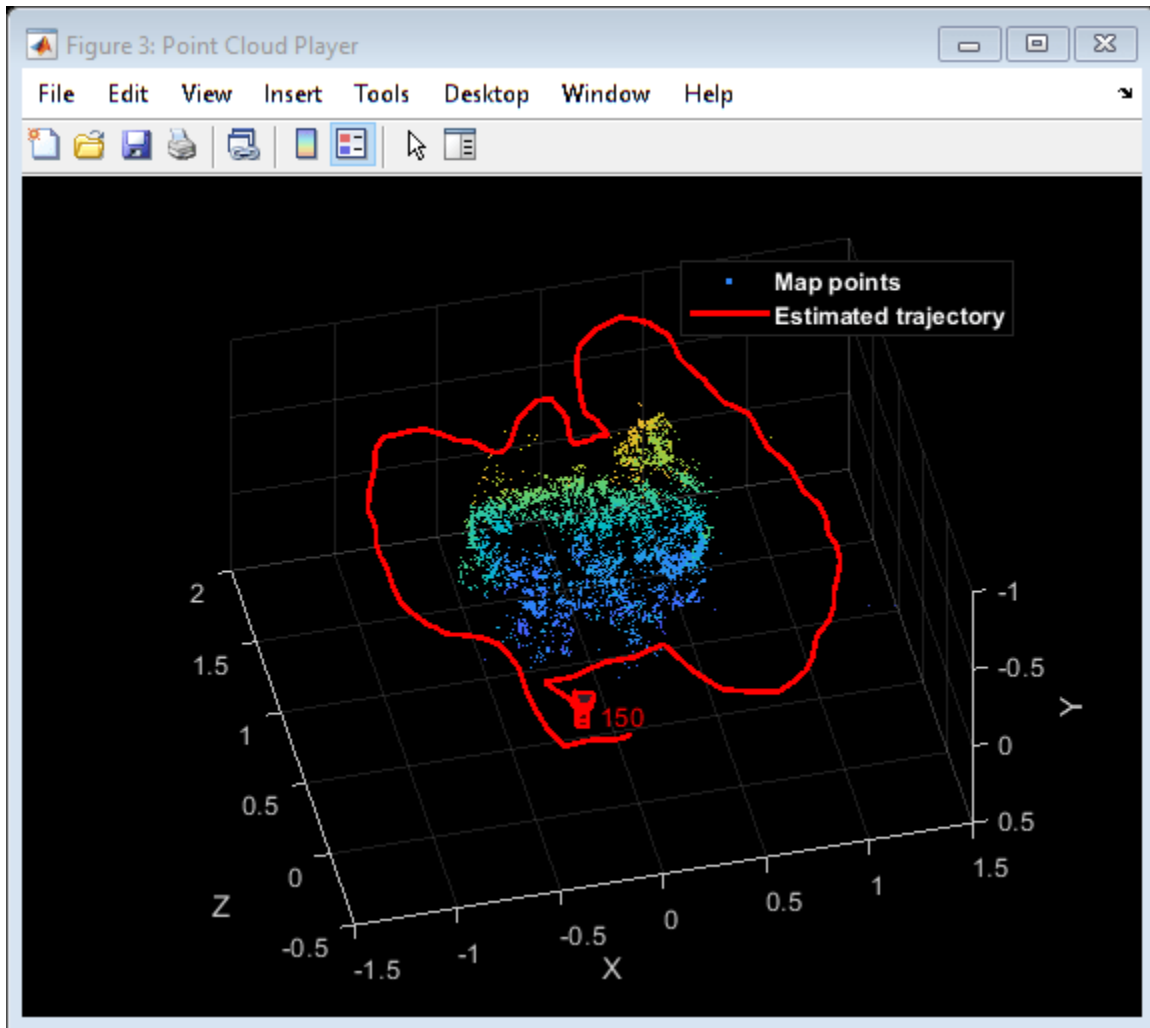 Figure 3: Point Cloud Player
File Edit View Insert Tools Desktop Window Help
Map points
Estimated trajectory
2
1.5
1
0.5
0
-0.5
Z
-1.5
-1
-0.5
0
0.5
1
1.5
X
-1
-0.5
0
0.5
Y
150